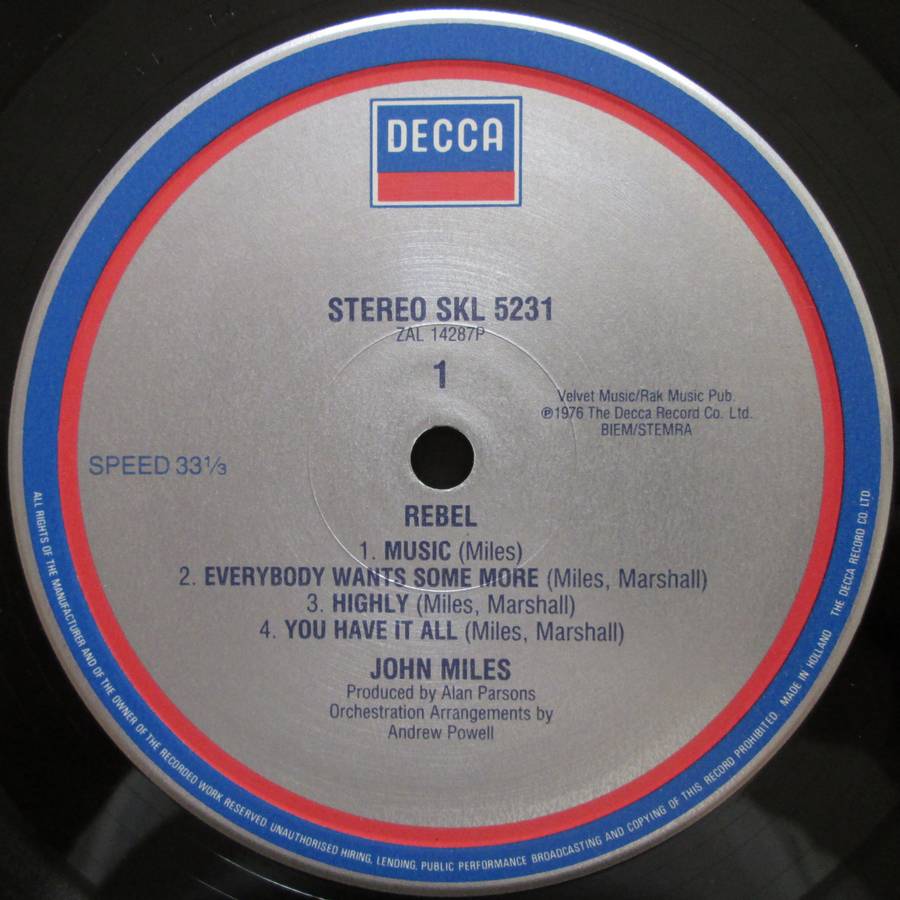 DECCA
STEREO SKL 5231
ZAL 14287P
1
Velvet Music/Rak Music Pub.
℗1976 The Decca Record Co. Ltd.
BIEM/STEMRA
SPEED 33⅓
REBEL
1. MUSIC (Miles)
2. EVERYBODY WANTS SOME MORE (Miles, Marshall)
3. HIGHLY (Miles, Marshall)
4. YOU HAVE IT ALL (Miles, Marshall)
JOHN MILES
Produced by Alan Parsons
Orchestration Arrangements by
Andrew Powell
ALL RIGHTS OF THE MANUFACTURER AND OF THE OWNER OF THE RECORDED WORK RESERVED. UNAUTHORISED HIRING, LENDING, PUBLIC PERFORMANCE BROADCASTING AND COPYING OF THIS RECORD PROHIBITED. MADE IN HOLLAND THE DECCA RECORD CO. LTD.